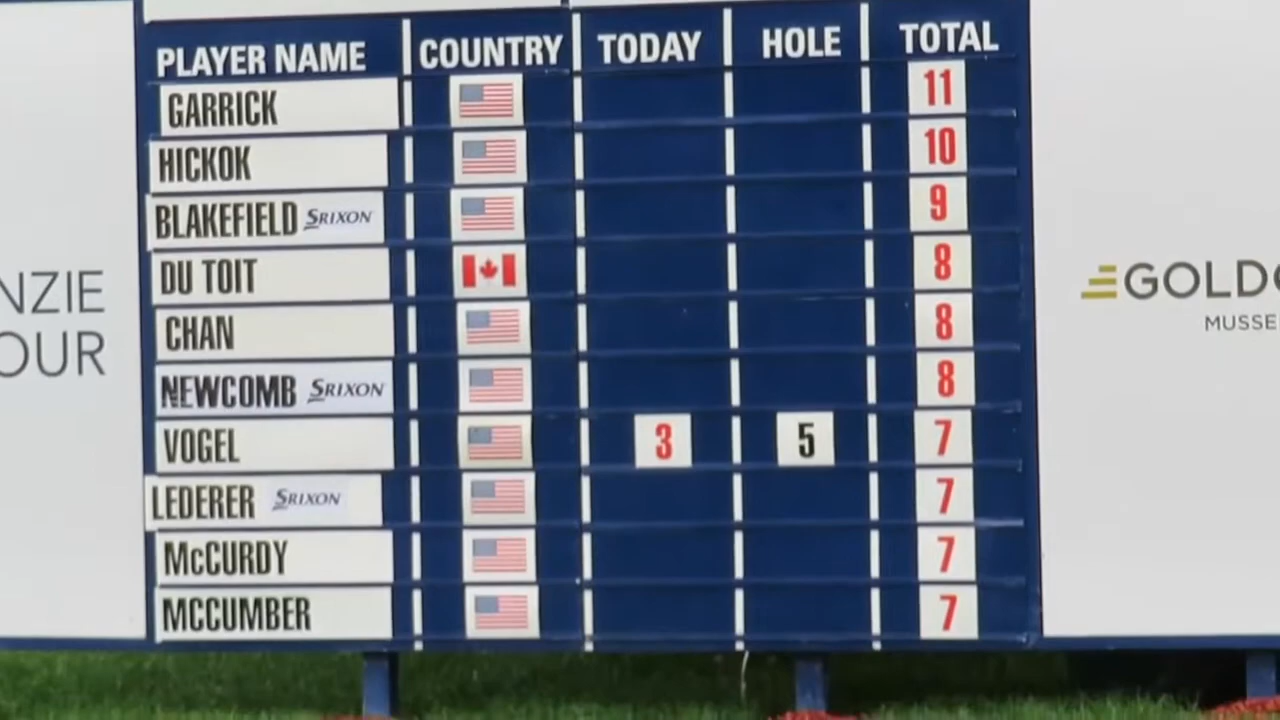 PLAYER NAME COUNTRY TODAY HOLE TOTAL
GARRICK 11
HICKOK 10
BLAKEFIELD SRIXON 9
DU TOIT 8
CHAN 8
NEWCOMB SRIXON 8
VOGEL 3 5 7
LEDERER SRIXON 7
McCURDY 7
MCCUMBER 7
NZIE
OUR
GOLD
MUSSE